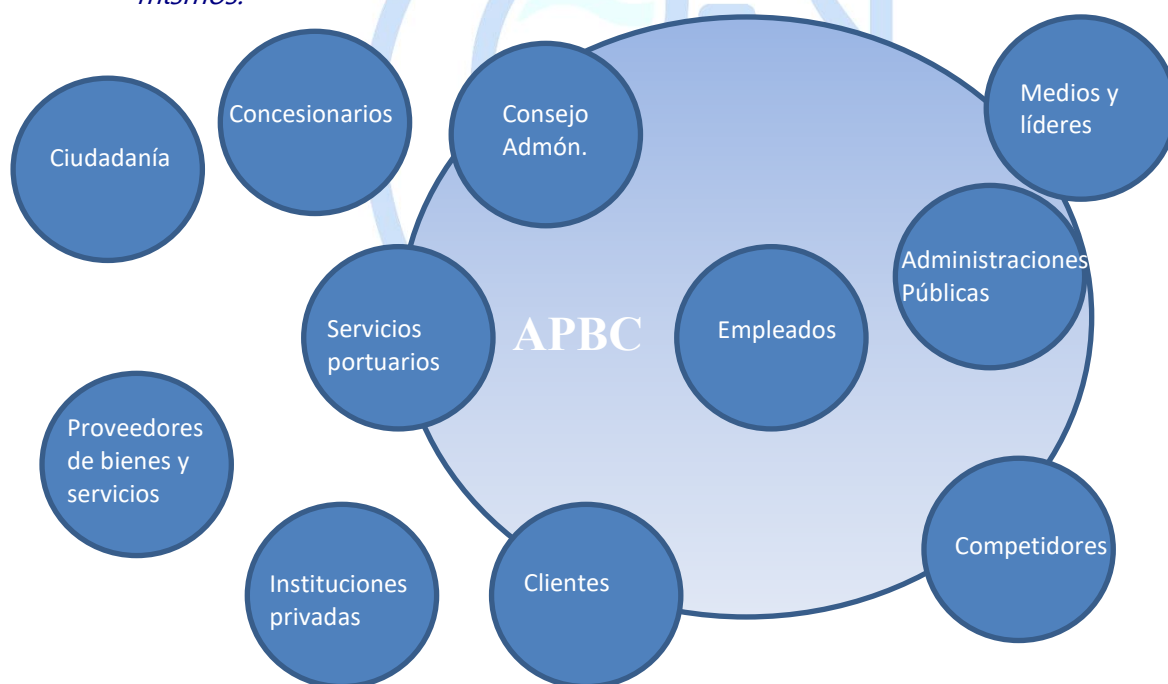 mismos.
Concesionarios
Consejo
Admón.
Medios y
líderes
Ciudadanía
Administraciones
Públicas
Servicios
portuarios
APBC
Empleados
Proveedores
de bienes y
servicios
Competidores
Instituciones
privadas
Clientes